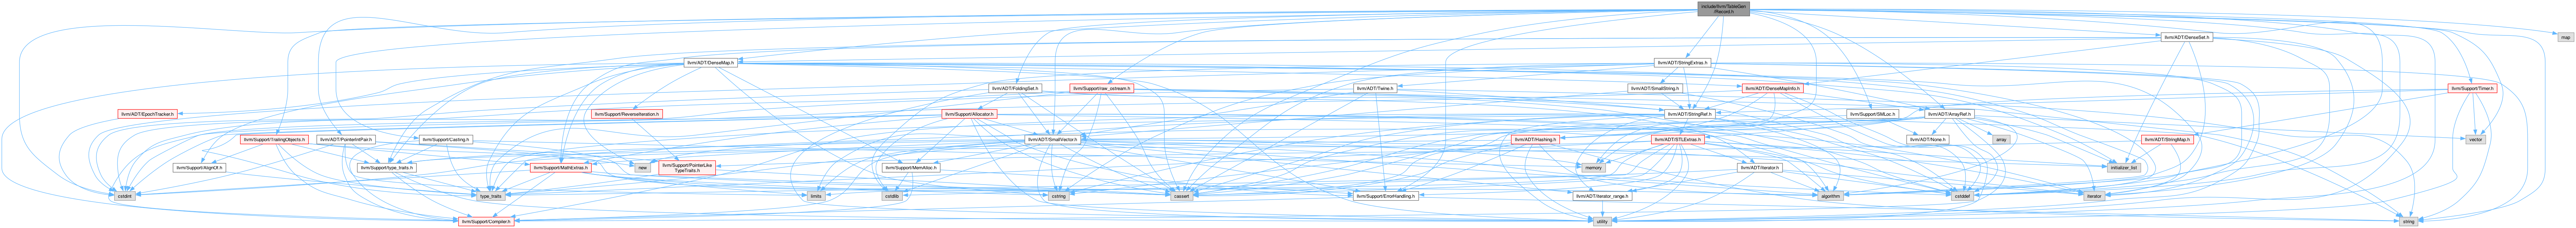 include/llvm/TableGen
/Record.h
map
llvm/ADT/DenseSet.h
llvm/ADT/DenseMap.h
llvm/ADT/StringExtras.h
llvm/ADT/FoldingSet.h
llvm/Support/raw_ostream.h
llvm/ADT/Twine.h
llvm/ADT/DenseMapInfo.h
llvm/ADT/SmallString.h
llvm/Support/Timer.h
llvm/ADT/EpochTracker.h
llvm/Support/ReverseIteration.h
llvm/Support/Allocator.h
llvm/ADT/StringRef.h
llvm/Support/SMLoc.h
llvm/ADT/ArrayRef.h
llvm/Support/TrailingObjects.h
llvm/ADT/PointerIntPair.h
llvm/Support/Casting.h
llvm/ADT/SmallVector.h
llvm/ADT/Hashing.h
llvm/ADT/STLExtras.h
llvm/ADT/None.h
array
llvm/ADT/StringMap.h
vector
llvm/Support/AlignOf.h
llvm/Support/type_traits.h
llvm/Support/MathExtras.h
new
llvm/Support/PointerLike
TypeTraits.h
llvm/Support/MemAlloc.h
memory
llvm/ADT/iterator.h
initializer_list
cstdint
type_traits
limits
cstdlib
cstring
cassert
llvm/Support/ErrorHandling.h
llvm/ADT/iterator_range.h
algorithm
cstddef
iterator
llvm/Support/Compiler.h
utility
string